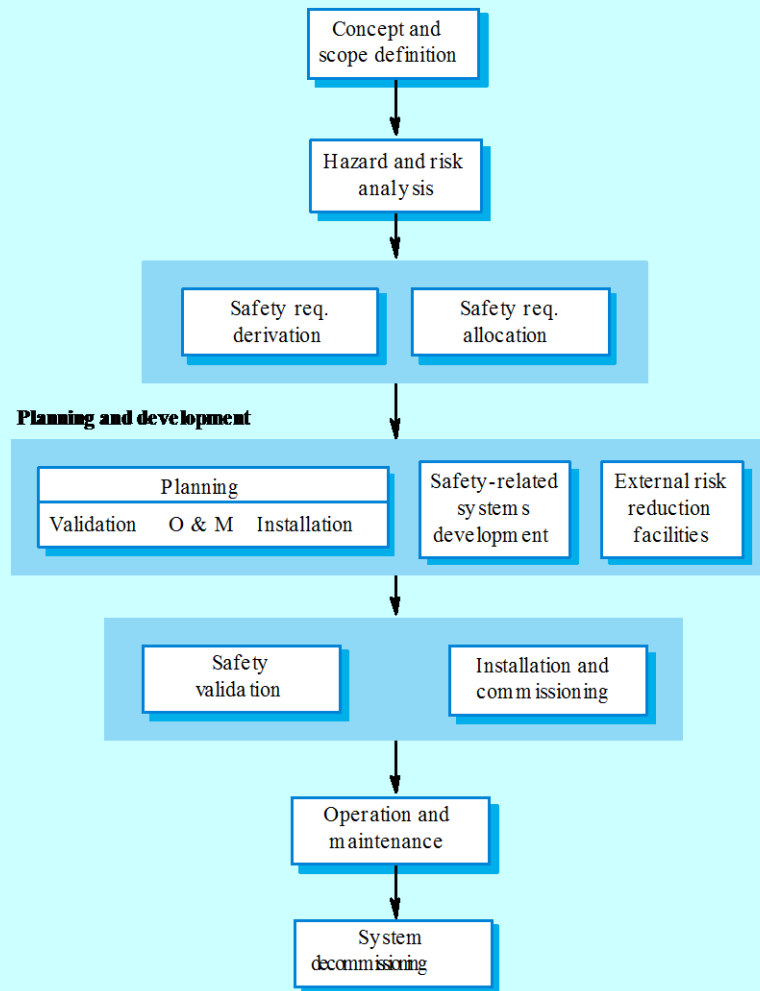 Concept and
scope definition
Hazard and risk
analysis
Safety req.
derivation
Safety req.
allocation
Planning and development
Planning
Validation O & M Installation
Safety-related
systems
development
External risk
reduction
facilities
Safety
validation
Installation and
commissioning
Operation and
maintenance
System
decommissioning